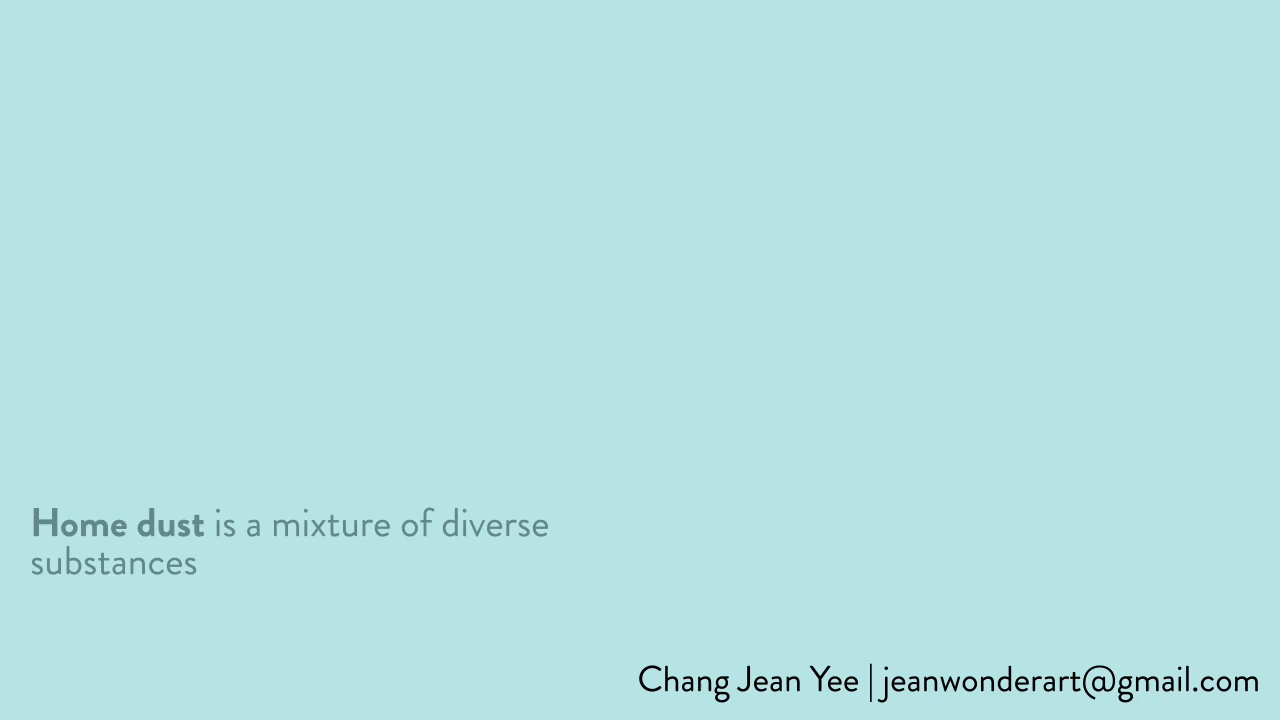 Home dust is a mixture of diverse
substances
Chang Jean Yee | jeanwonderart@gmail.com